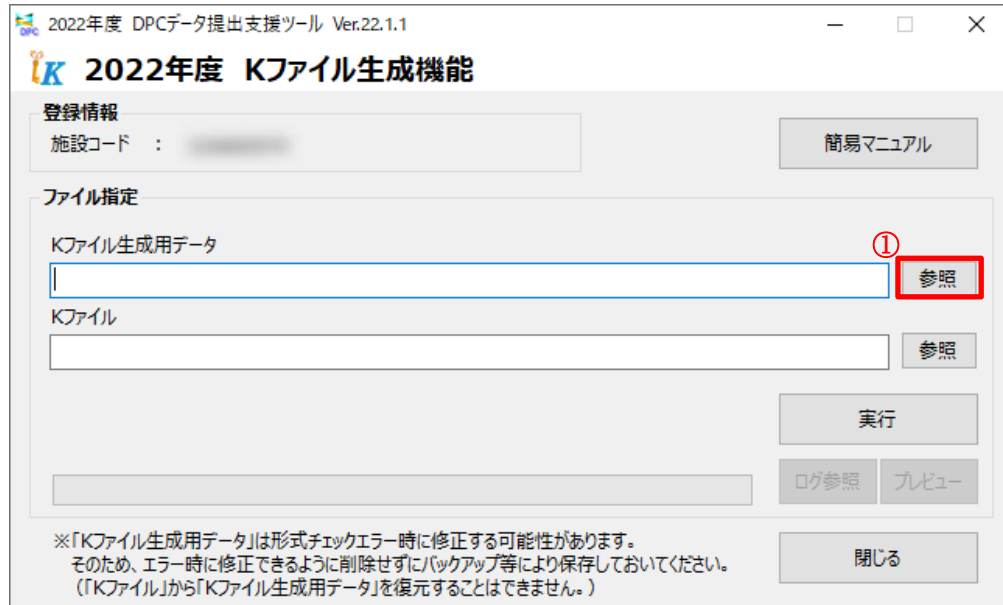 2022年度 DPCデータ提出支援ツール Ver.22.1.1
iK 2022年度 Kファイル生成機能
登録情報
施設コード :
簡易マニュアル
ファイル指定
Kファイル生成用データ
①
参照
Kファイル
参照
実行
ログ参照 プレビュー
※「Kファイル生成用データ」は形式チェックエラー時に修正する可能性があります。
そのため、エラー時に修正できるように削除せずにバックアップ等により保存しておいてください。
(「Kファイル」から「Kファイル生成用データ」を復元することはできません。)
閉じる